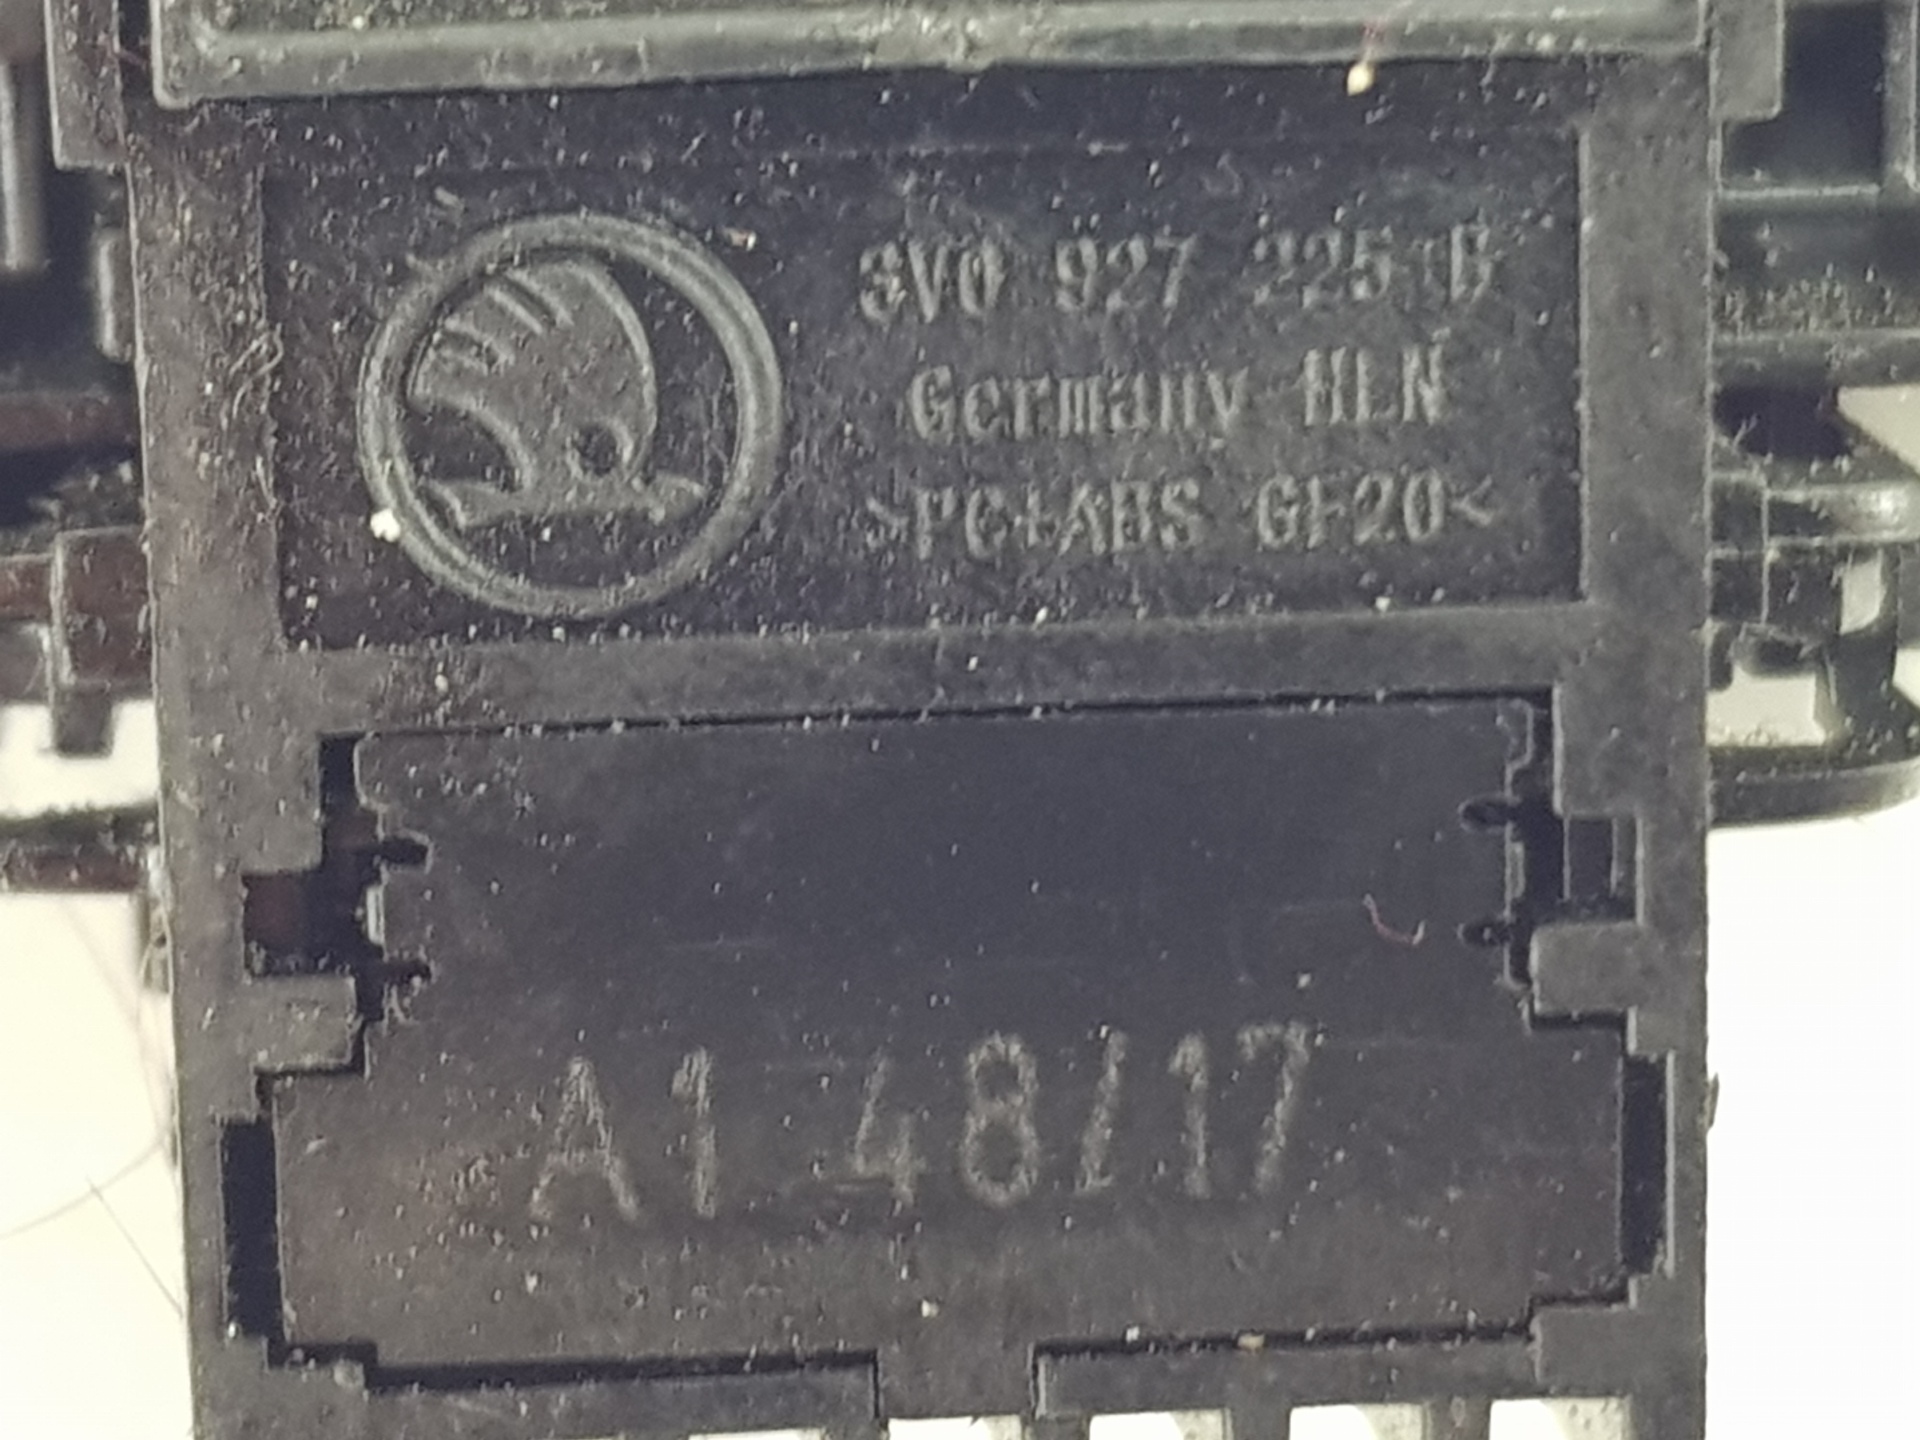 3V0 927 225 B
Germany HLN
>PC+ABS GF20<
A1 48/17